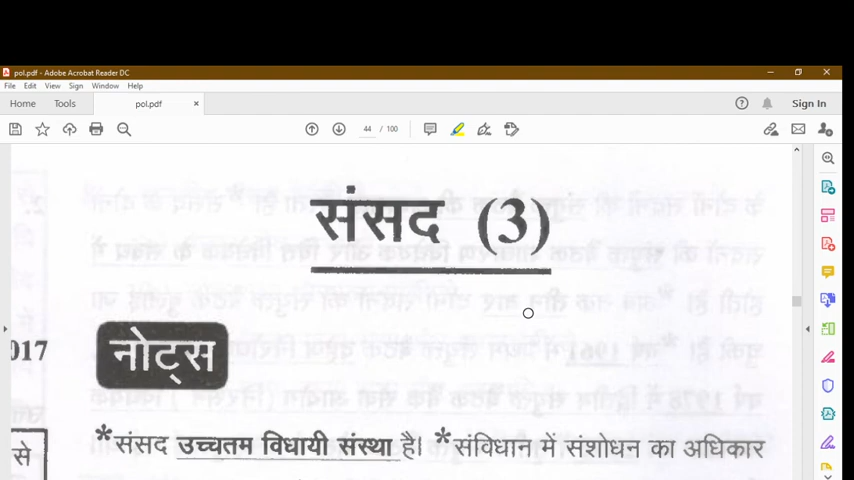 pol.pdf - Adobe Acrobat Reader DC
File Edit View Sign Window Help
Home Tools pol.pdf × Sign In
44 / 100
संसद (3)
नोट्स
017
*संसद उच्चतम विधायी संस्था है। *संविधान में संशोधन का अधिकार
से